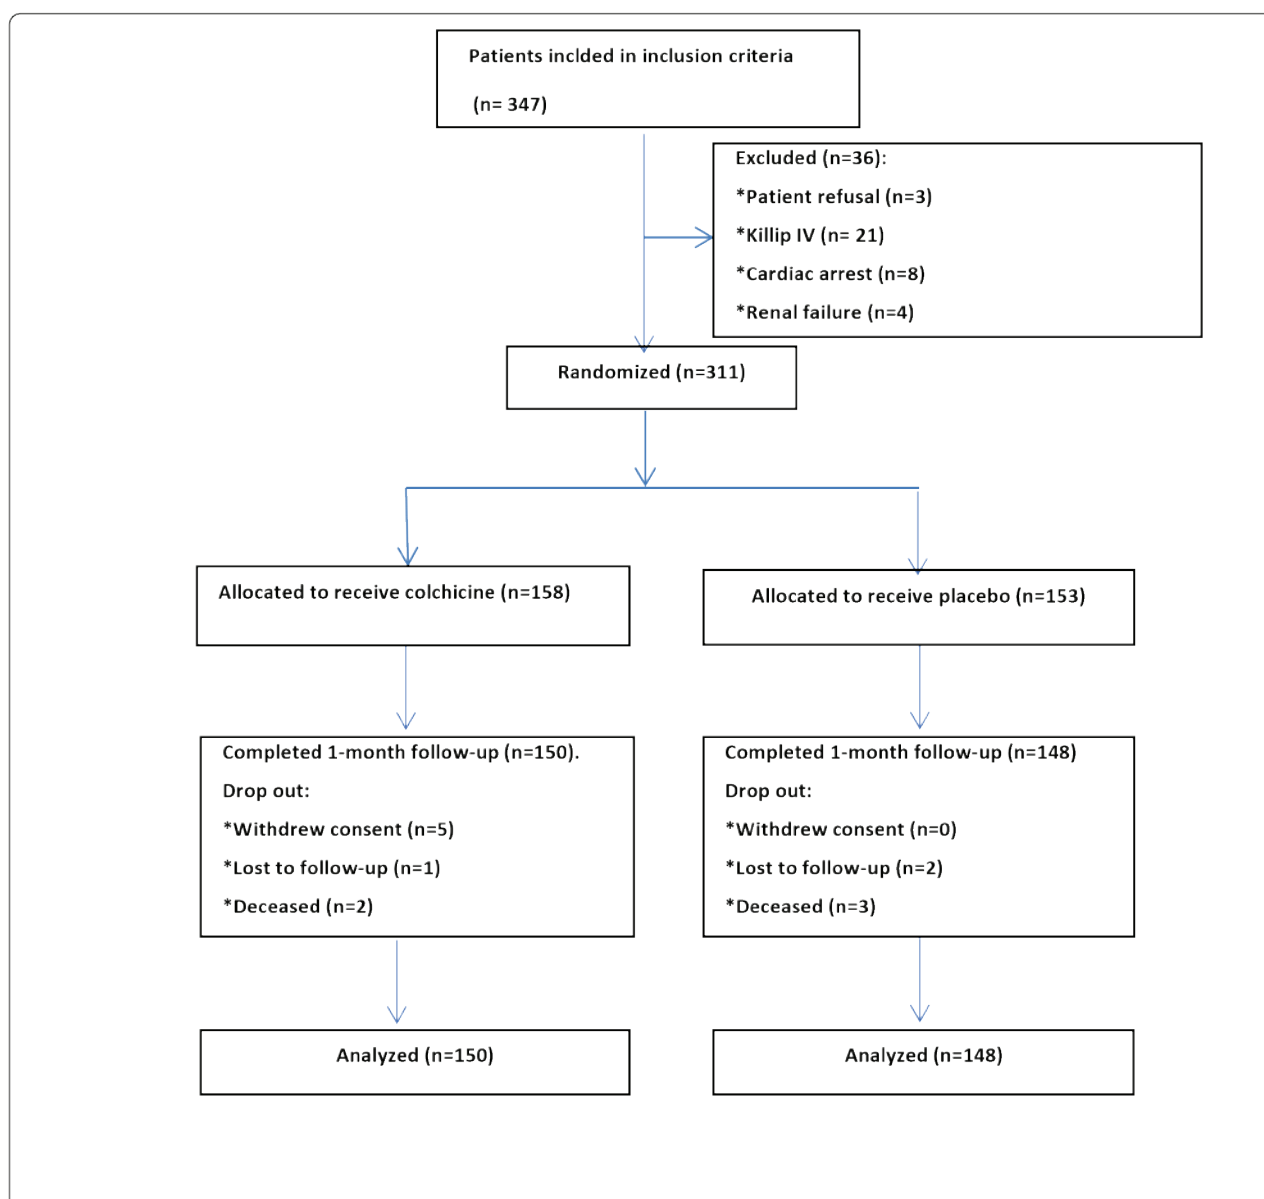 Patients inclded in inclusion criteria
(n= 347)
Excluded (n=36):
*Patient refusal (n=3)
*Killip IV (n= 21)
*Cardiac arrest (n=8)
*Renal failure (n=4)
Randomized (n=311)
Allocated to receive colchicine (n=158)
Allocated to receive placebo (n=153)
Completed 1-month follow-up (n=150).
Drop out:
*Withdrew consent (n=5)
*Lost to follow-up (n=1)
*Deceased (n=2)
Completed 1-month follow-up (n=148)
Drop out:
*Withdrew consent (n=0)
*Lost to follow-up (n=2)
*Deceased (n=3)
Analyzed (n=150)
Analyzed (n=148)